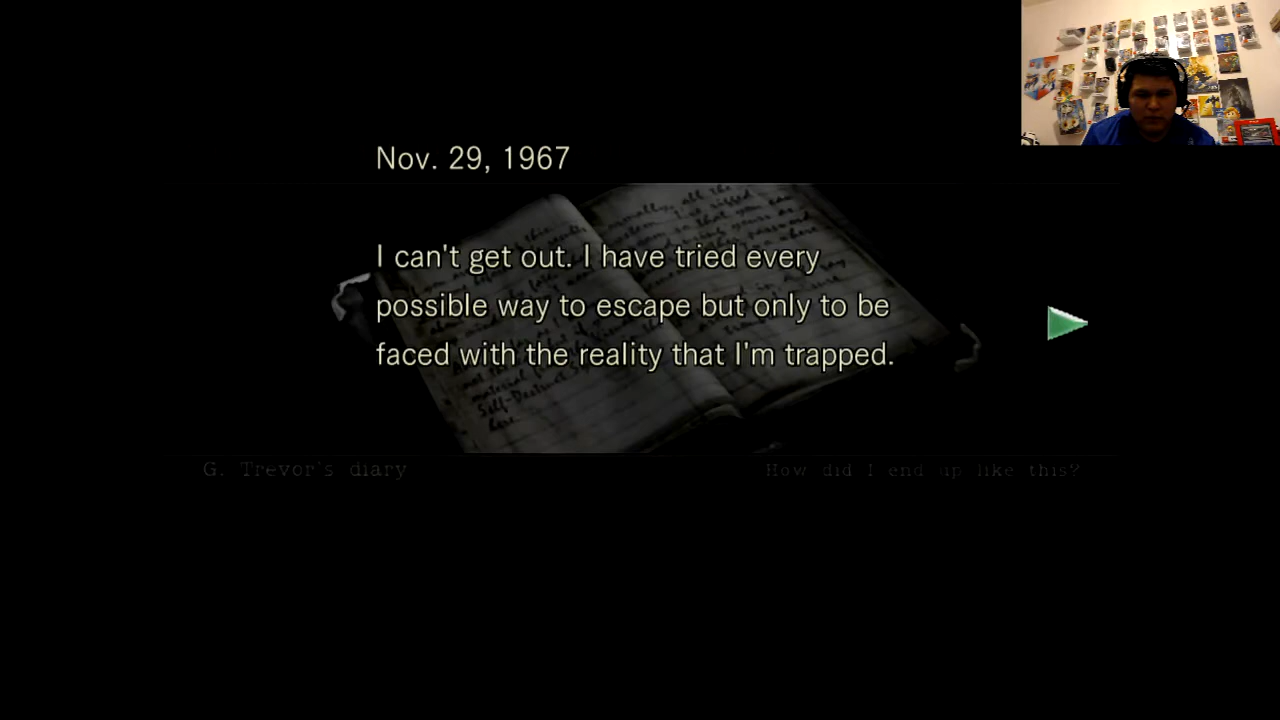 Nov. 29, 1967
I can't get out. I have tried every
possible way to escape but only to be
faced with the reality that I'm trapped.
G. Trevor's diary
How did I end up like this?